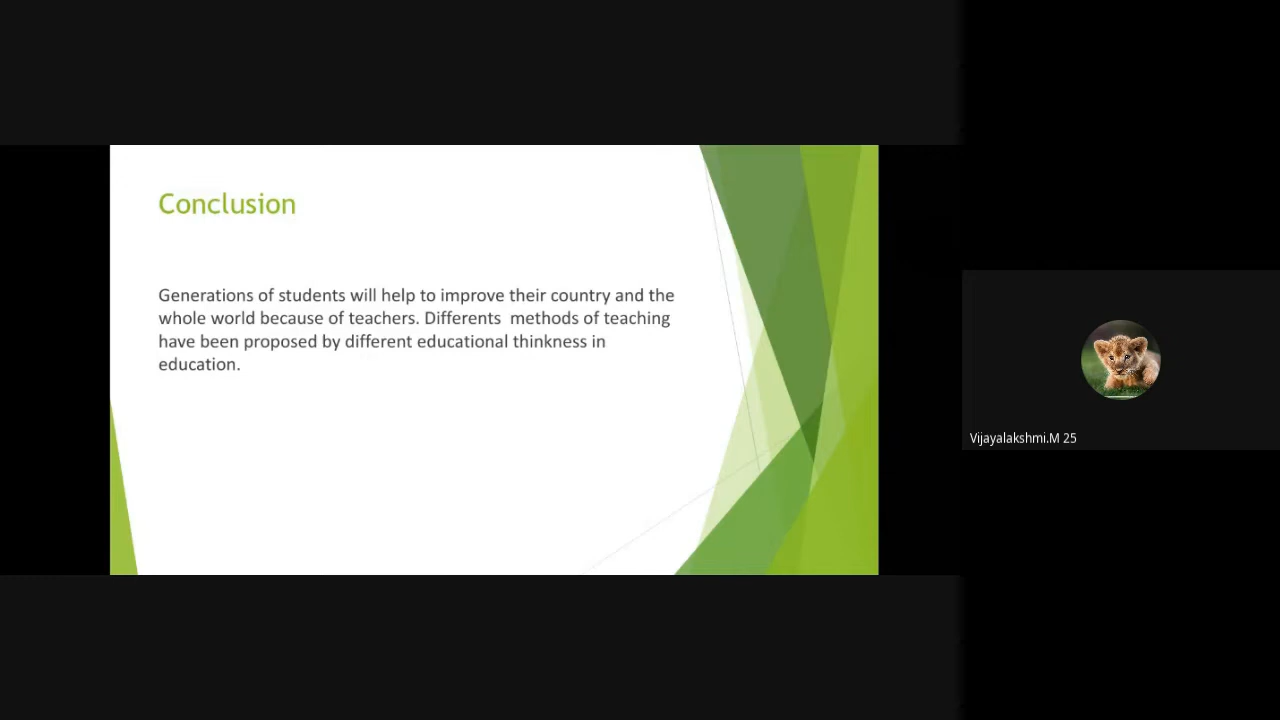 Conclusion
Generations of students will help to improve their country and the
whole world because of teachers. Differents  methods of teaching
have been proposed by different educational thinkness in
education.
Vijayalakshmi.M 25